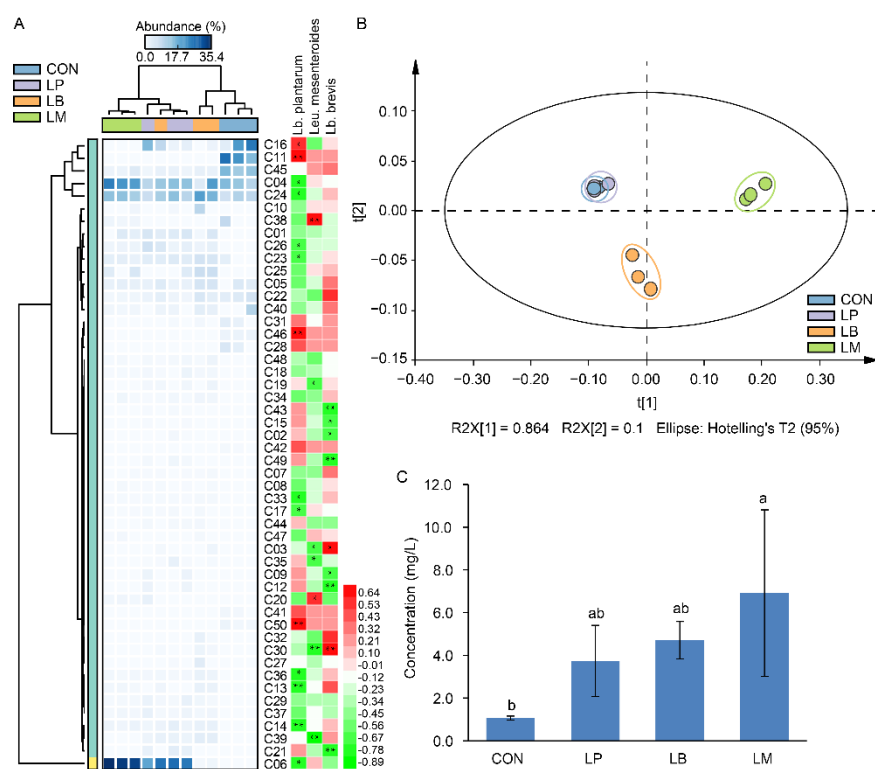 A
Abundance (%)
0.0 17.7 35.4
CON
LP
LB
LM
Lb. plantarum
Leu. mesenteroides
Lb. brevis
C16 * 
C11 **
C45
C04 *
C24 *
C10
C38 **
C01
C26 *
C23 *
C25
C05
C22
C40
C31
C46 **
C28
C48
C18
C19 *
C34
C43 **
C15 *
C02 *
C42
C49 **
C07
C08
C33 *
C17 *
C44
C47
C03 * *
C35 *
C09 *
C12 **
C20 *
C41
C50 **
C32
C30 ** **
C27
C36 *
C13 **
C29
C37
C14 **
C39 **
C21 **
C06 *
0.64
0.53
0.43
0.32
0.21
0.10
-0.01
-0.12
-0.23
-0.34
-0.45
-0.56
-0.67
-0.78
-0.89
B
t[2]
0.10
0.05
0.00
−0.05
−0.10
−0.15
−0.40 −0.30 −0.20 −0.10 0.00 0.10 0.20 0.30 0.40
t[1]
CON
LP
LB
LM
R2X[1] = 0.864 R2X[2] = 0.1 Ellipse: Hotelling's T2 (95%)
C
Concentration (mg/L)
12.0
10.0
8.0
6.0
4.0
2.0
0.0
b
ab
ab
a
CON LP LB LM